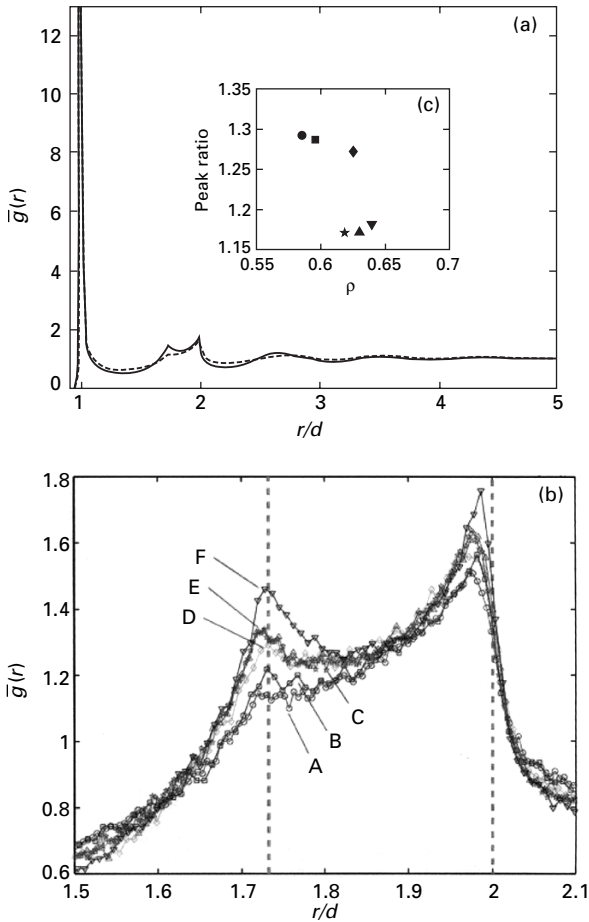 (a)
12
10
8
6
4
2
0
g̅(r)
1
2
3
4
5
r/d
(c)
1.35
1.3
1.25
1.2
1.15
Peak ratio
0.55
0.6
0.65
0.7
ρ
(b)
1.8
1.6
1.4
1.2
1
0.8
0.6
g̅(r)
F
E
D
C
B
A
1.5
1.6
1.7
1.8
1.9
2
2.1
r/d